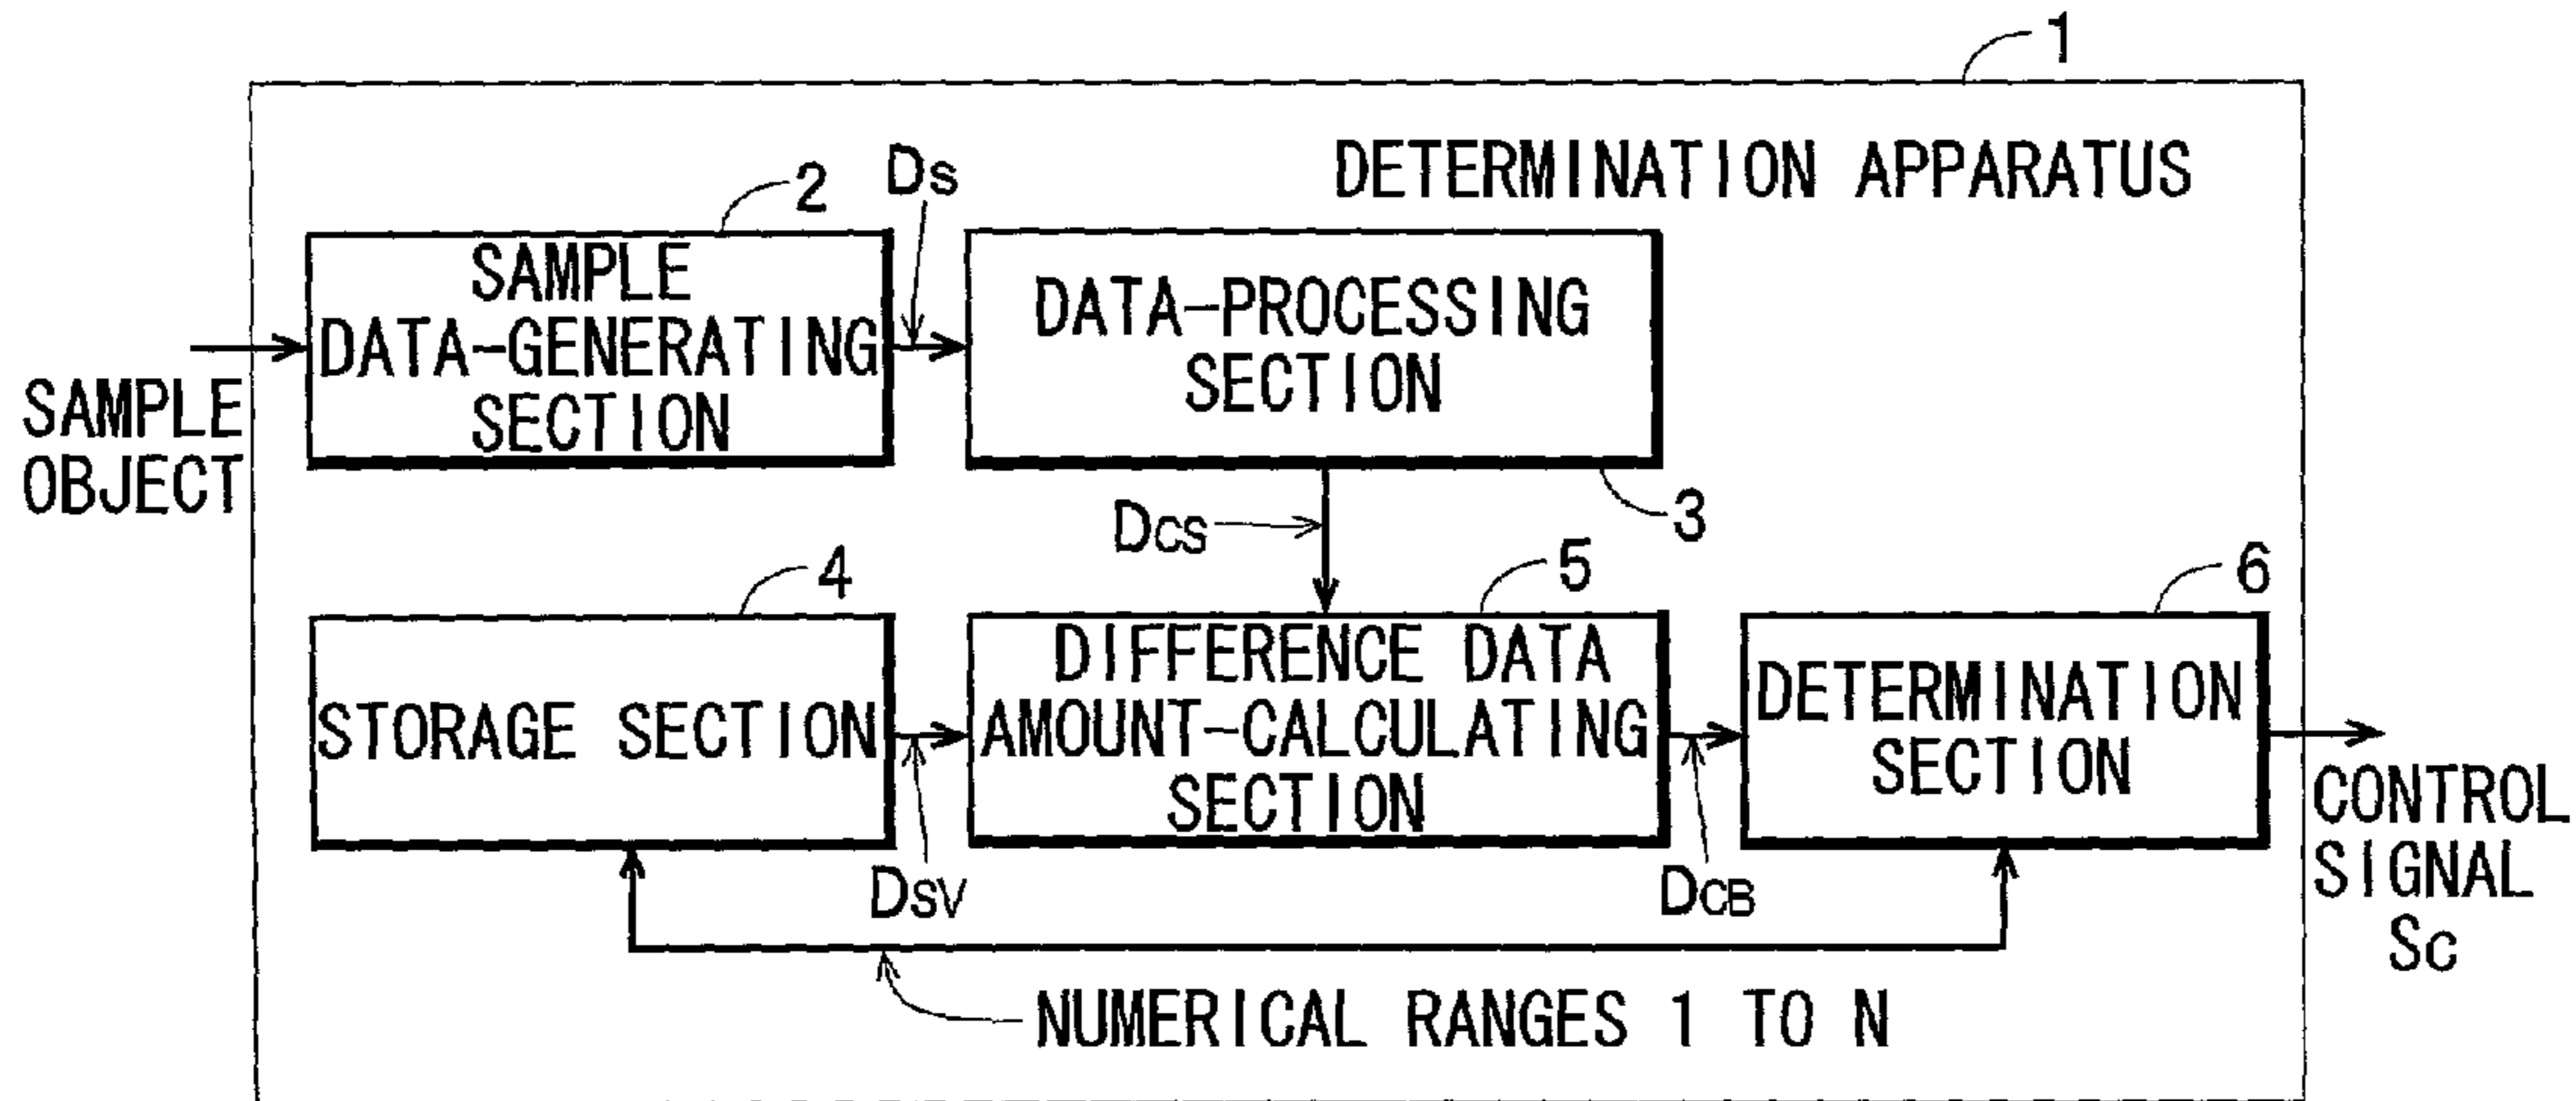 1
DETERMINATION APPARATUS
2
Ds
SAMPLE
DATA-GENERATING
SECTION
DATA-PROCESSING
SECTION
SAMPLE
OBJECT
3
DCS
4
5
6
STORAGE SECTION
DIFFERENCE DATA
AMOUNT-CALCULATING
SECTION
DETERMINATION
SECTION
DSV
DCB
CONTROL
SIGNAL
Sc
NUMERICAL RANGES 1 TO N